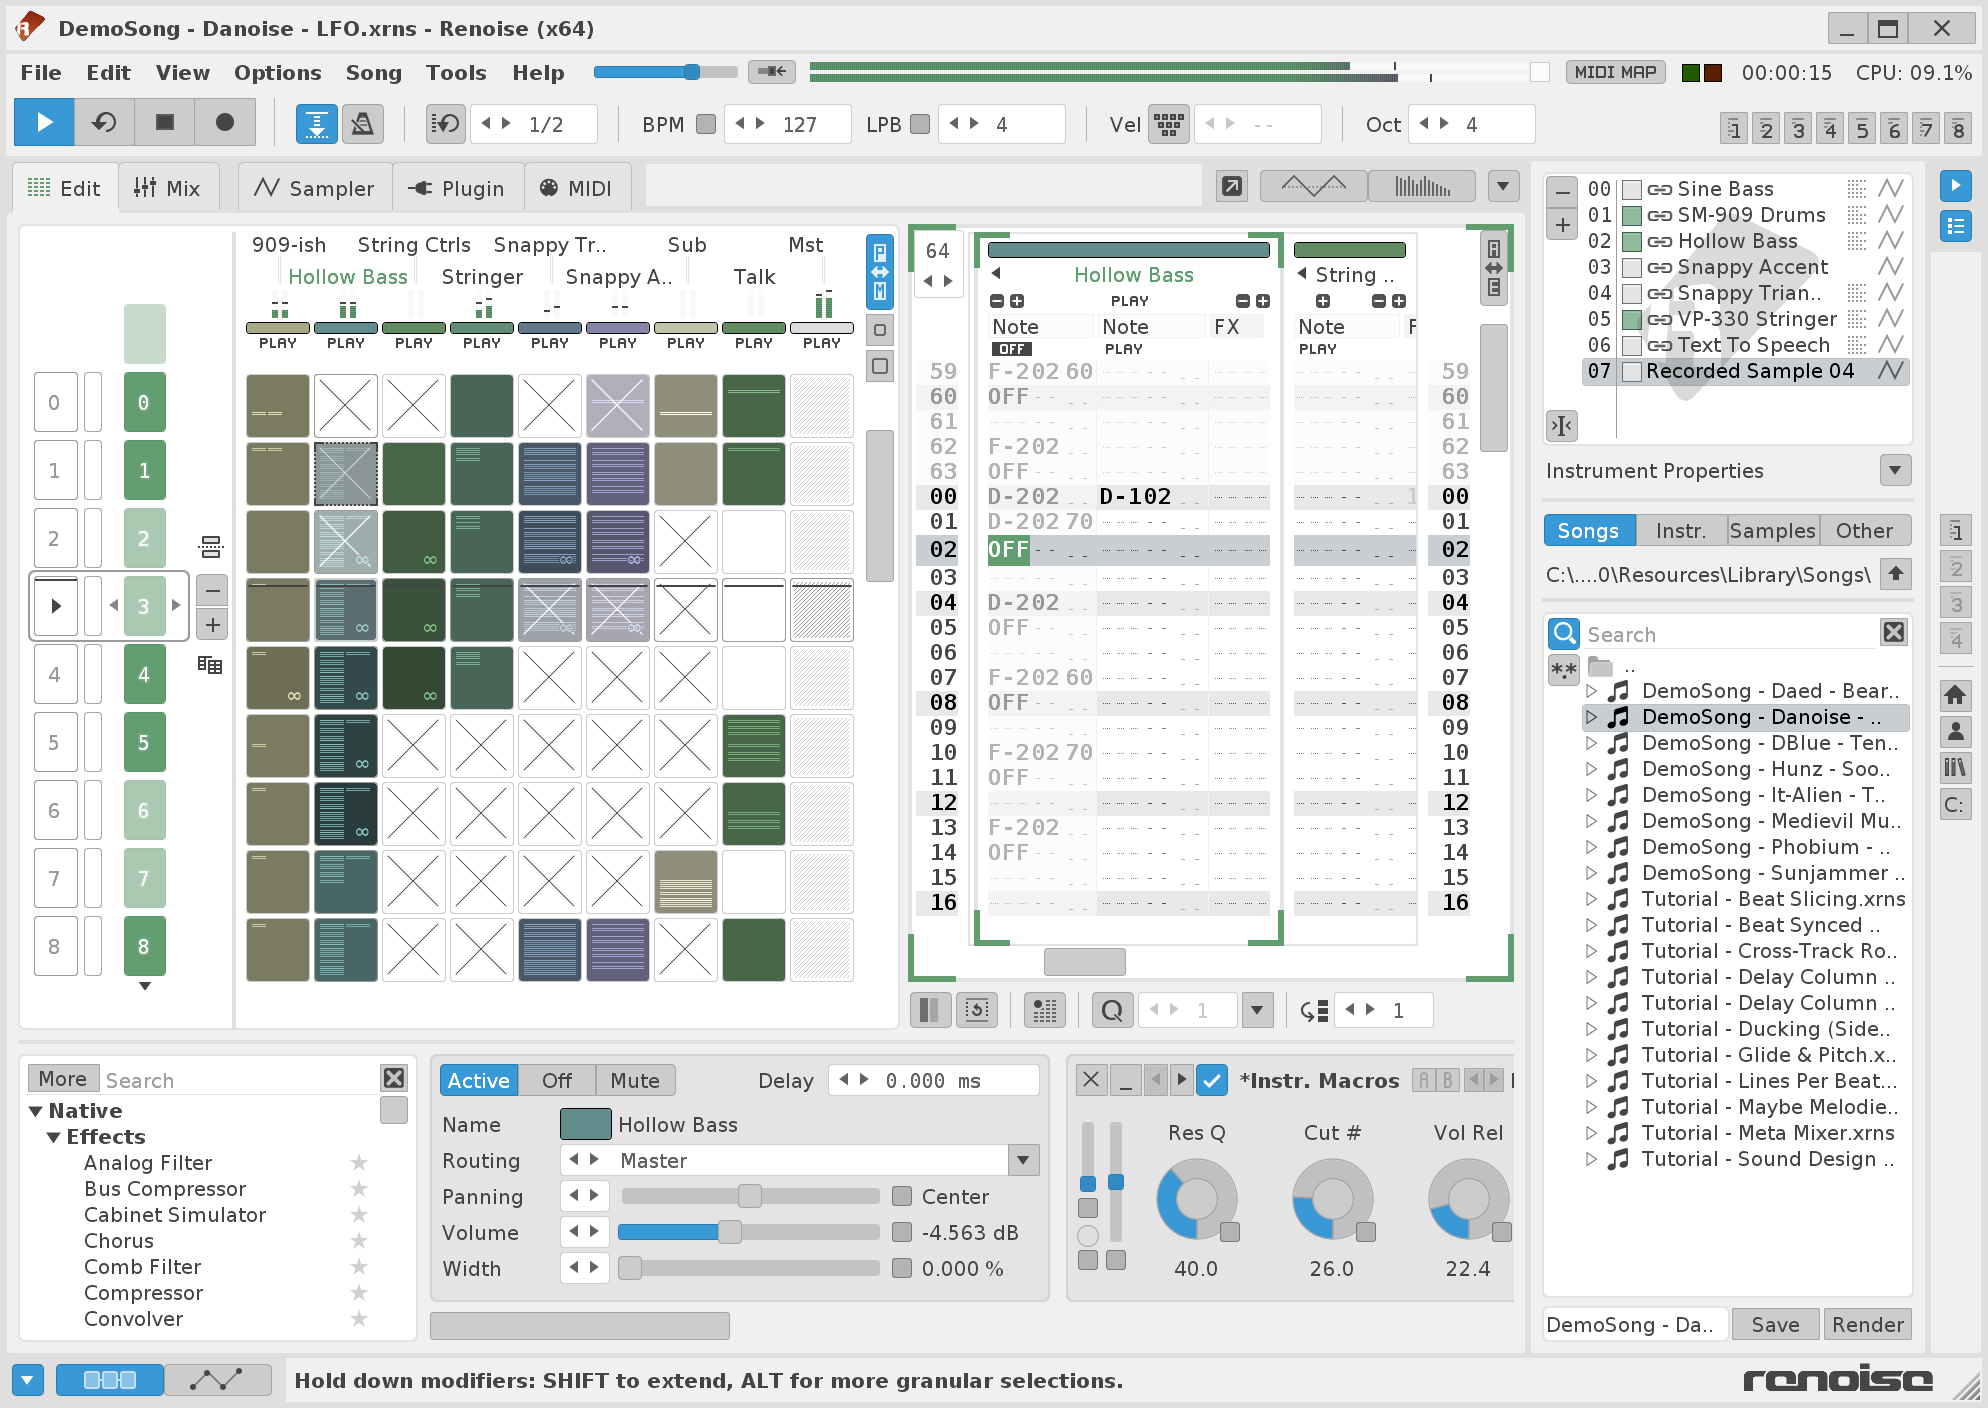 DemoSong - Danoise - LFO.xrns - Renoise (x64)
File Edit View Options Song Tools Help
MIDI MAP 00:00:15 CPU: 09.1%
1/2 BPM 127 LPB 4 Vel -- Oct 4
1 2 3 4 5 6 7 8
Edit Mix Sampler Plugin MIDI
909-ish String Ctrls Snappy Tr.. Sub Mst
Hollow Bass Stringer Snappy A.. Talk
PLAY PLAY PLAY PLAY PLAY PLAY PLAY PLAY PLAY
0 0
1 1
2 2
3
4 4
5 5
6 6
7 7
8 8
P M
64
Hollow Bass String ..
PLAY
Note Note FX Note F
OFF PLAY PLAY
59 F-202 60 59
60 OFF 60
61 61
62 F-202 62
63 OFF 63
00 D-202 D-102 1 00
01 D-202 70 01
02 OFF 02
03 03
04 D-202 04
05 OFF 05
06 06
07 F-202 60 07
08 OFF 08
09 09
10 F-202 70 10
11 OFF 11
12 12
13 F-202 13
14 OFF 14
15 15
16 16
Q 1 1
00 Sine Bass
01 SM-909 Drums
02 Hollow Bass
03 Snappy Accent
04 Snappy Trian..
05 VP-330 Stringer
06 Text To Speech
07 Recorded Sample 04
Instrument Properties
Songs Instr. Samples Other
C:\....0\Resources\Library\Songs\
Search
..
DemoSong - Daed - Bear..
DemoSong - Danoise - ..
DemoSong - DBlue - Ten..
DemoSong - Hunz - Soo..
DemoSong - It-Alien - T..
DemoSong - Medievil Mu..
DemoSong - Phobium - ..
DemoSong - Sunjammer ..
Tutorial - Beat Slicing.xrns
Tutorial - Beat Synced ..
Tutorial - Cross-Track Ro..
Tutorial - Delay Column ..
Tutorial - Delay Column ..
Tutorial - Ducking (Side..
Tutorial - Glide & Pitch.x..
Tutorial - Lines Per Beat...
Tutorial - Maybe Melodie..
Tutorial - Meta Mixer.xrns
Tutorial - Sound Design ..
DemoSong - Da.. Save Render
1
2
3
4
C:
More Search
Native
Effects
Analog Filter
Bus Compressor
Cabinet Simulator
Chorus
Comb Filter
Compressor
Convolver
Active Off Mute Delay 0.000 ms
Name Hollow Bass
Routing Master
Panning Center
Volume -4.563 dB
Width 0.000 %
*Instr. Macros A B
Res Q Cut # Vol Rel
40.0 26.0 22.4
Hold down modifiers: SHIFT to extend, ALT for more granular selections.
renoise